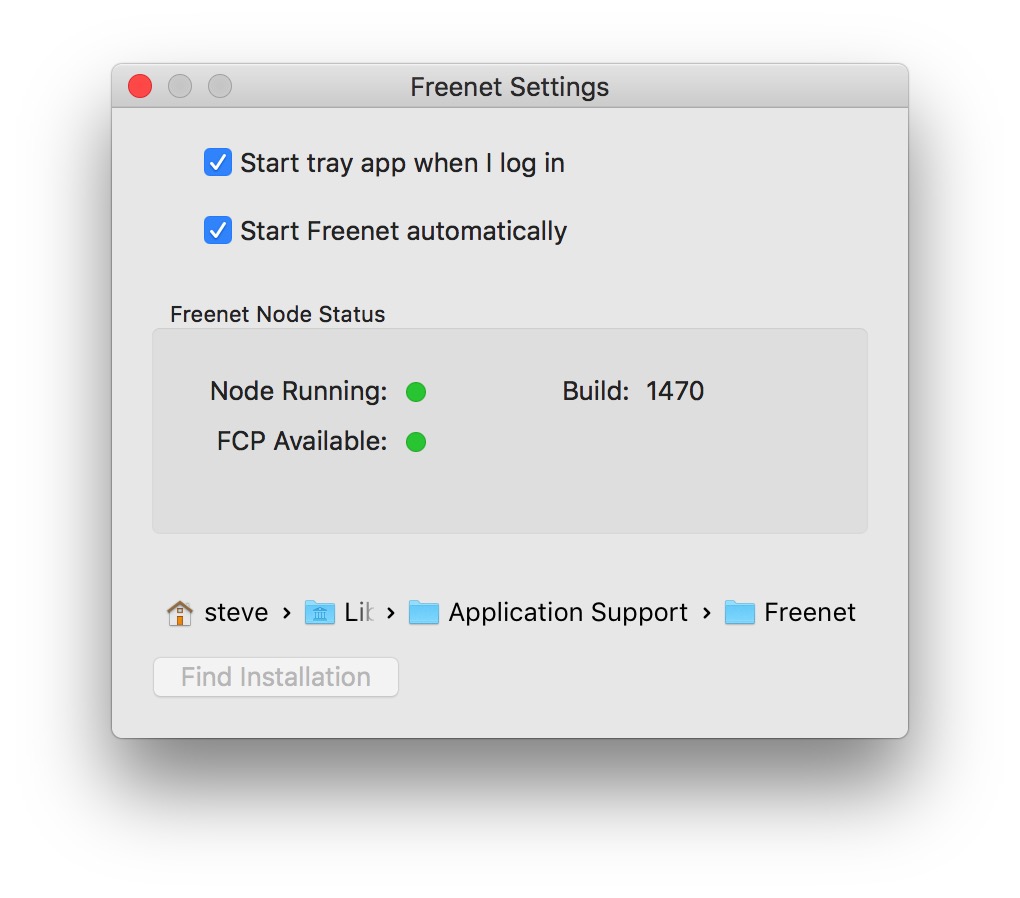 Freenet Settings
Start tray app when I log in
Start Freenet automatically
Freenet Node Status
Node Running: Build: 1470
FCP Available:
steve › Lib › Application Support › Freenet
Find Installation